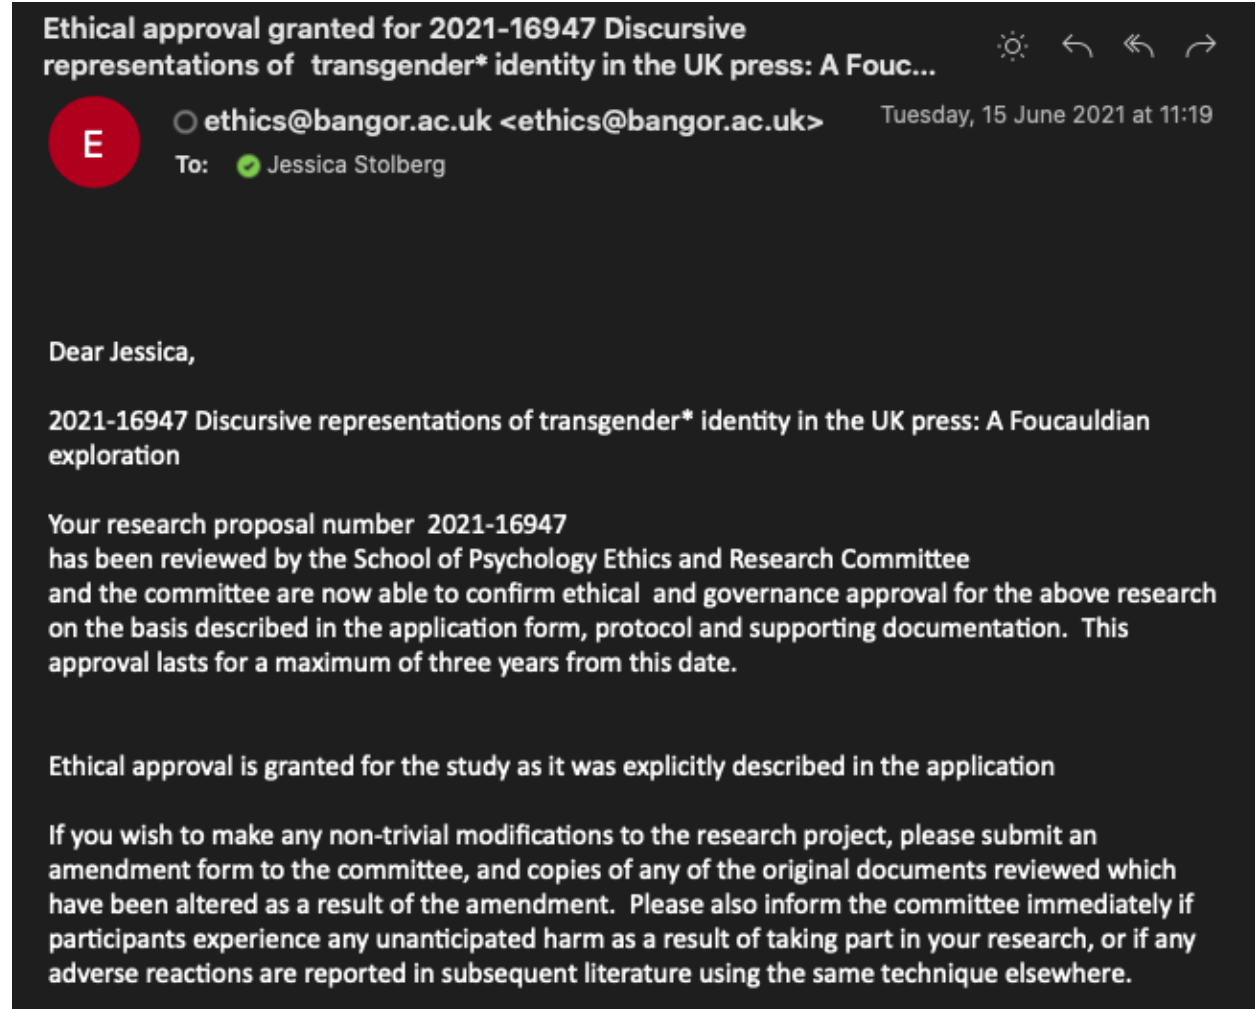 Ethical approval granted for 2021-16947 Discursive
representations of  transgender* identity in the UK press: A Fouc...
E
ethics@bangor.ac.uk <ethics@bangor.ac.uk>
Tuesday, 15 June 2021 at 11:19
To: Jessica Stolberg
Dear Jessica,
2021-16947 Discursive representations of transgender* identity in the UK press: A Foucauldian
exploration
Your research proposal number  2021-16947
has been reviewed by the School of Psychology Ethics and Research Committee
and the committee are now able to confirm ethical  and governance approval for the above research
on the basis described in the application form, protocol and supporting documentation.  This
approval lasts for a maximum of three years from this date.
Ethical approval is granted for the study as it was explicitly described in the application
If you wish to make any non-trivial modifications to the research project, please submit an
amendment form to the committee, and copies of any of the original documents reviewed which
have been altered as a result of the amendment.  Please also inform the committee immediately if
participants experience any unanticipated harm as a result of taking part in your research, or if any
adverse reactions are reported in subsequent literature using the same technique elsewhere.